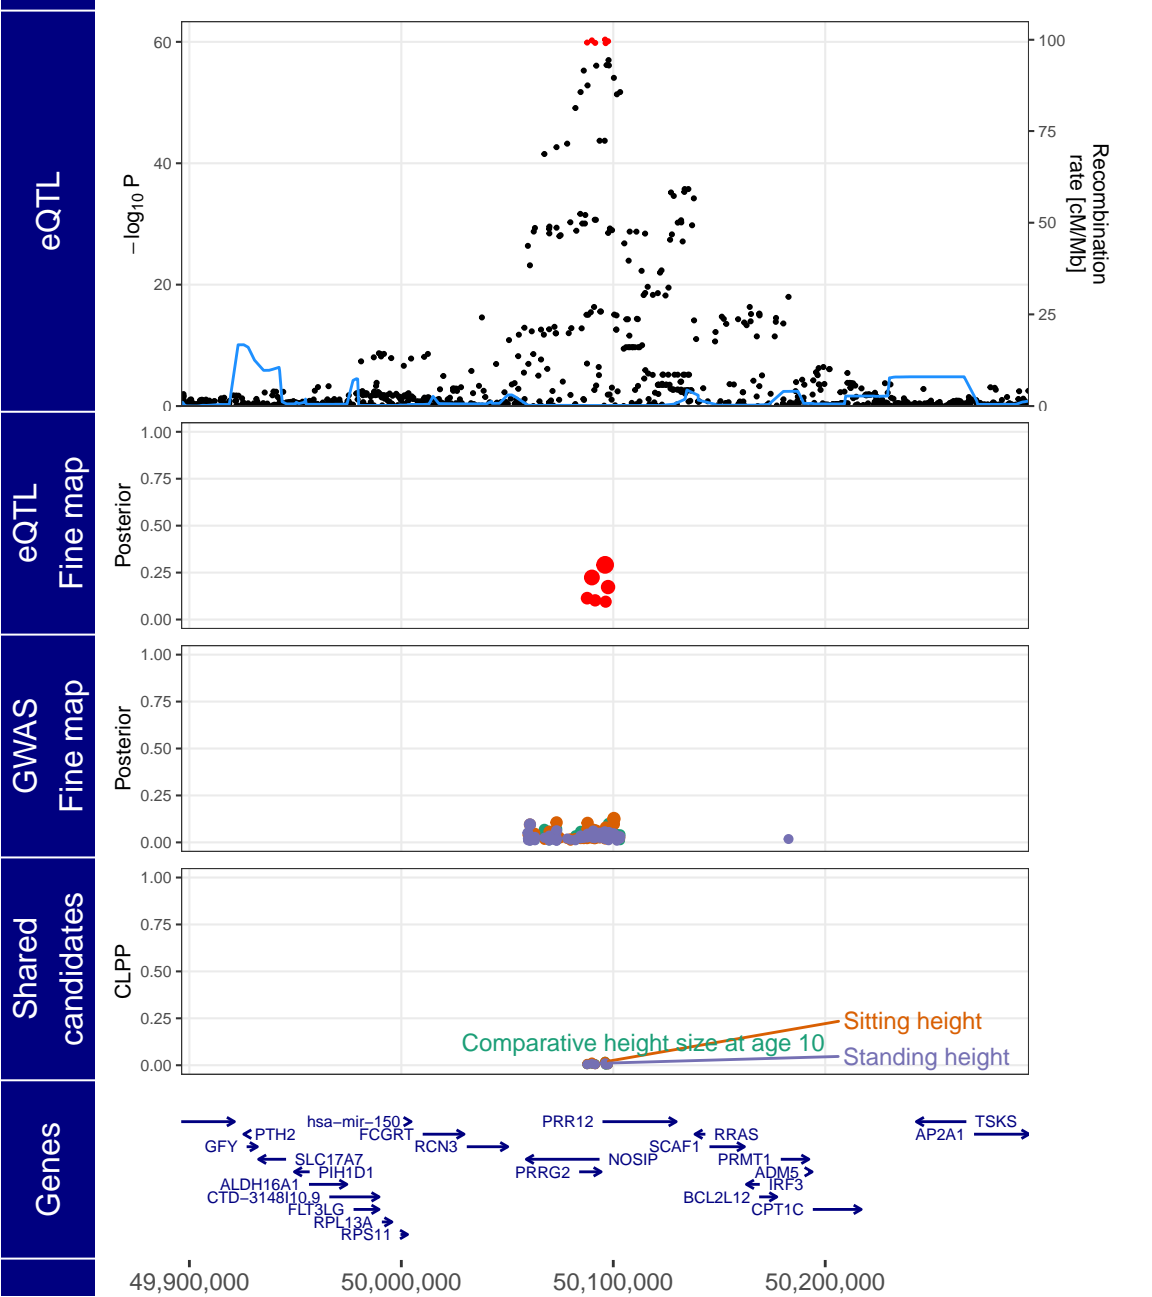 eQTL
−log10 P
60
40
20
0
100
75
50
25
0
Recombination
rate [cM/Mb]
eQTL
Fine map
Posterior
1.00
0.75
0.50
0.25
0.00
GWAS
Fine map
Posterior
1.00
0.75
0.50
0.25
0.00
Shared
candidates
CLPP
1.00
0.75
0.50
0.25
0.00
Sitting height
Comparative height size at age 10
Standing height
Genes
hsa−mir−150
PRR12
TSKS
PTH2
FCGRT
RRAS
AP2A1
GFY
RCN3
SCAF1
SLC17A7
NOSIP
PRMT1
PIH1D1
PRRG2
ADM5
ALDH16A1
IRF3
CTD−3148I10.9
BCL2L12
FLT3LG
CPT1C
RPL13A
RPS11
49,900,000
50,000,000
50,100,000
50,200,000